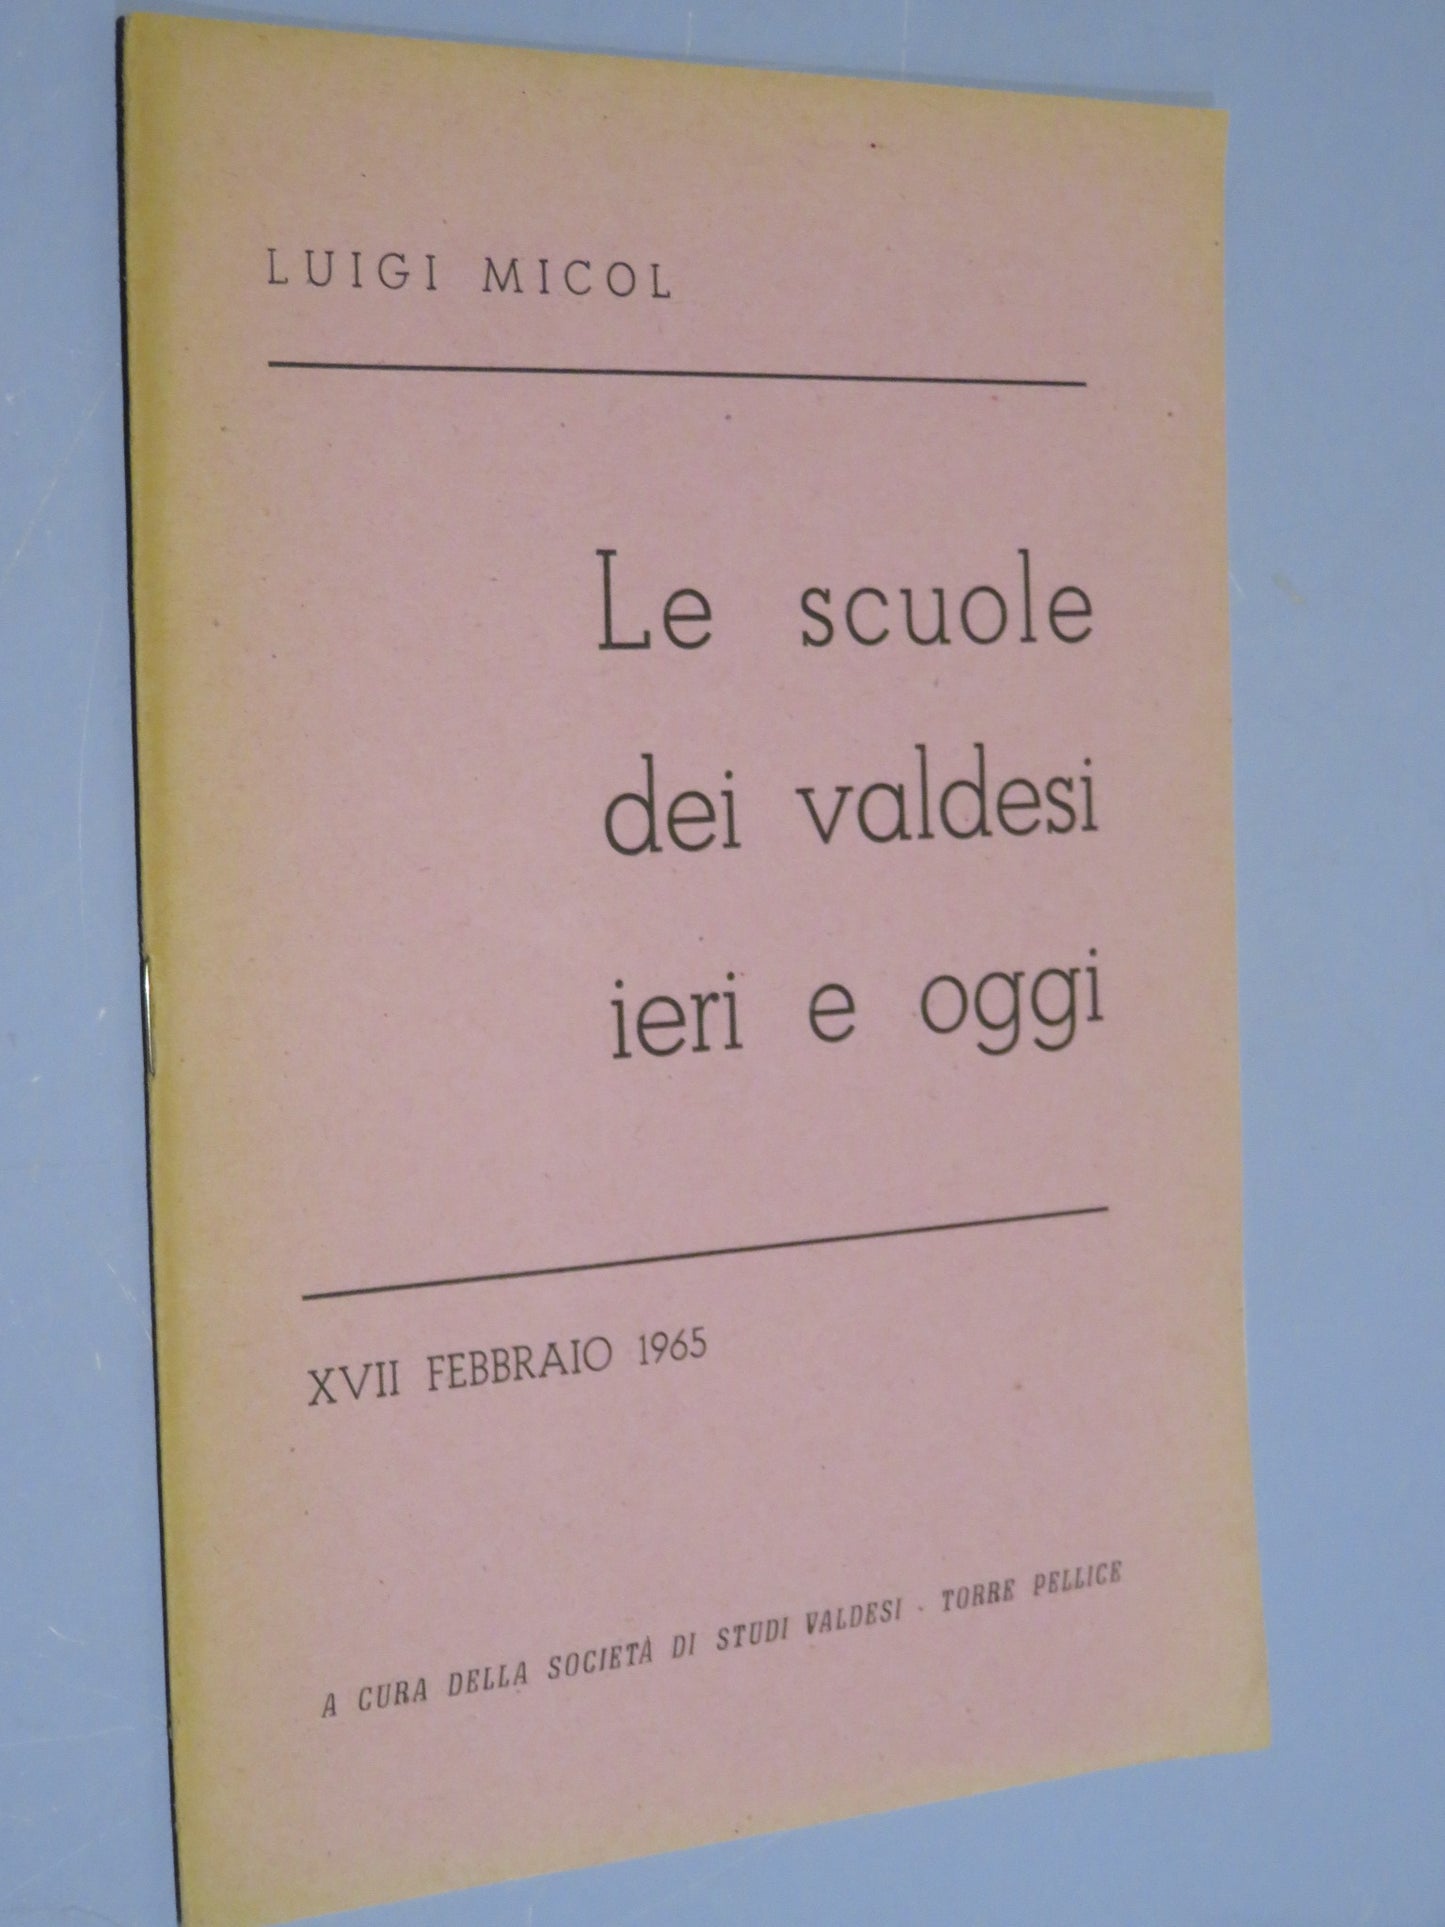 LUIGI MICOL
Le scuole
dei valdesi
ieri e oggi
XVII FEBBRAIO 1965
A CURA DELLA SOCIETÀ DI STUDI VALDESI - TORRE PELLICE